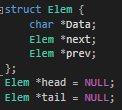 struct Elem {
char *Data;
Elem *next;
Elem *prev;
};
Elem *head = NULL;
Elem *tail = NULL;